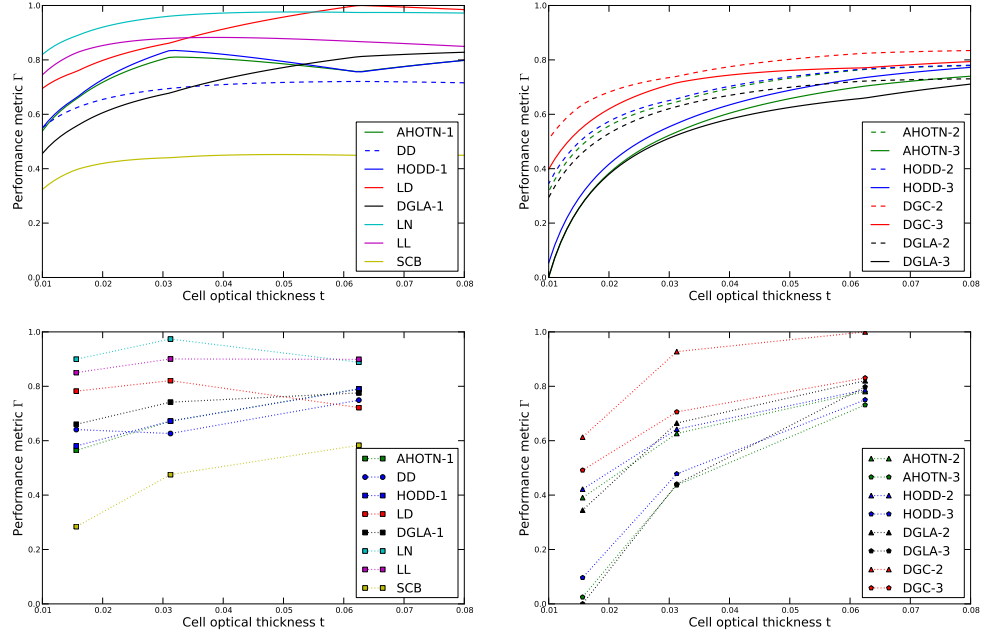 Performance metric Γ
1.0
0.8
0.6
0.4
0.2
0.0
0.01 0.02 0.03 0.04 0.05 0.06 0.07 0.08
Cell optical thickness t
AHOTN-1
DD
HODD-1
LD
DGLA-1
LN
LL
SCB
Performance metric Γ
1.0
0.8
0.6
0.4
0.2
0.0
0.01 0.02 0.03 0.04 0.05 0.06 0.07 0.08
Cell optical thickness t
AHOTN-2
AHOTN-3
HODD-2
HODD-3
DGC-2
DGC-3
DGLA-2
DGLA-3
Performance metric Γ
1.0
0.8
0.6
0.4
0.2
0.0
0.01 0.02 0.03 0.04 0.05 0.06 0.07 0.08
Cell optical thickness t
AHOTN-1
DD
HODD-1
LD
DGLA-1
LN
LL
SCB
Performance metric Γ
1.0
0.8
0.6
0.4
0.2
0.0
0.01 0.02 0.03 0.04 0.05 0.06 0.07 0.08
Cell optical thickness t
AHOTN-2
AHOTN-3
HODD-2
HODD-3
DGLA-2
DGLA-3
DGC-2
DGC-3